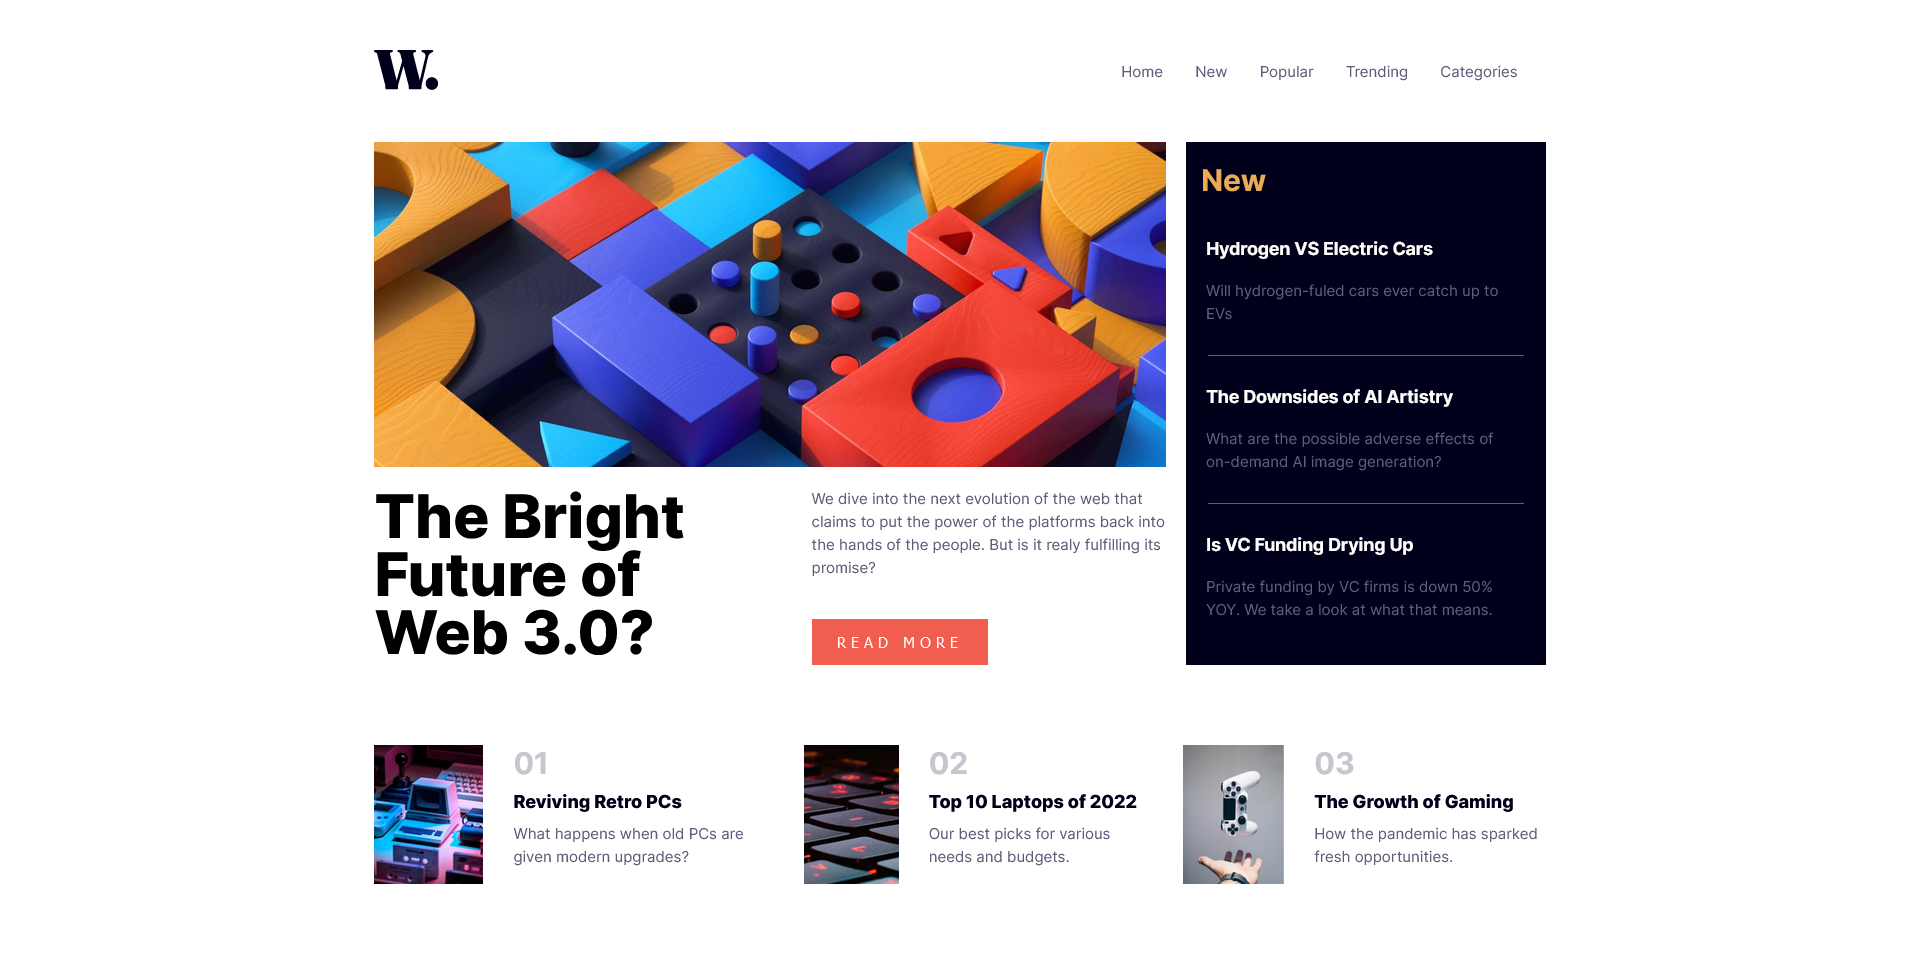 W.
Home New Popular Trending Categories
The Bright
Future of
Web 3.0?
We dive into the next evolution of the web that
claims to put the power of the platforms back into
the hands of the people. But is it realy fulfilling its
promise?
READ MORE
New
Hydrogen VS Electric Cars
Will hydrogen-fuled cars ever catch up to
EVs
The Downsides of AI Artistry
What are the possible adverse effects of
on-demand AI image generation?
Is VC Funding Drying Up
Private funding by VC firms is down 50%
YOY. We take a look at what that means.
01
Reviving Retro PCs
What happens when old PCs are
given modern upgrades?
02
Top 10 Laptops of 2022
Our best picks for various
needs and budgets.
03
The Growth of Gaming
How the pandemic has sparked
fresh opportunities.